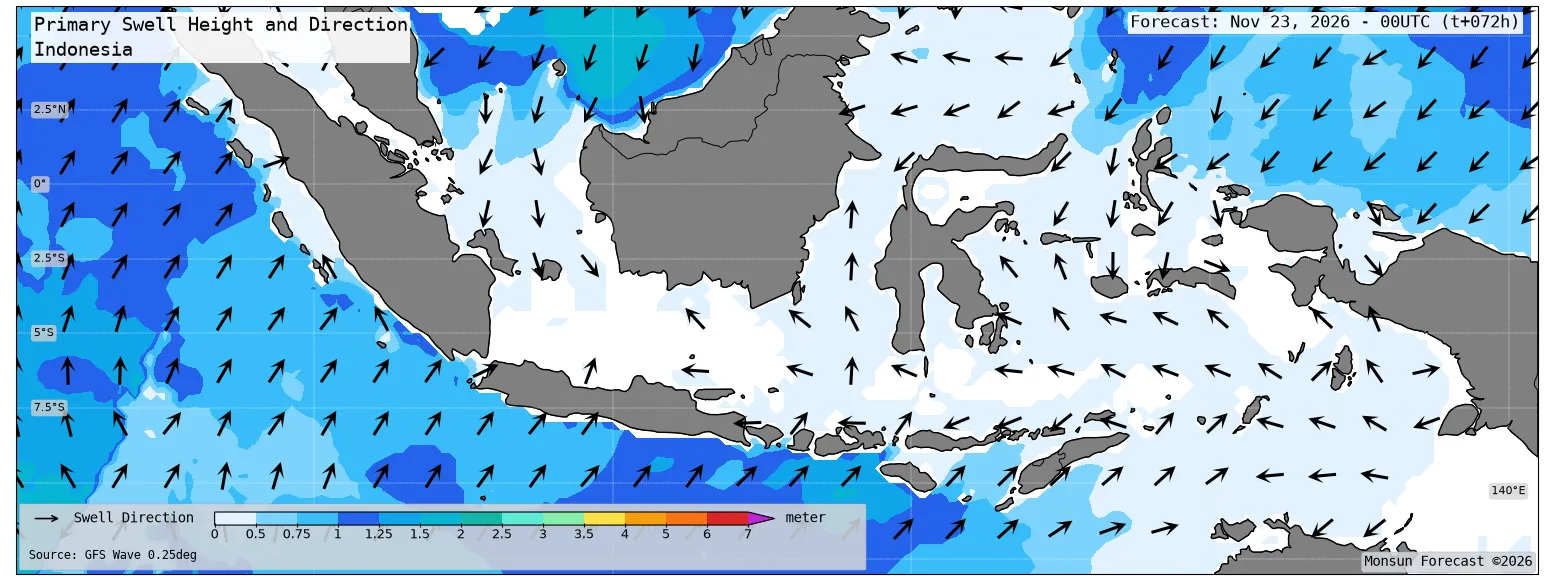 Primary Swell Height and Direction
Indonesia
Forecast: Nov 23, 2026 - 00UTC (t+072h)
2.5°N
0°
2.5°S
5°S
7.5°S
140°E
Swell Direction
0 0.5 0.75 1 1.25 1.5 2 2.5 3 3.5 4 5 6 7
meter
Source: GFS Wave 0.25deg
Monsun Forecast ©2026